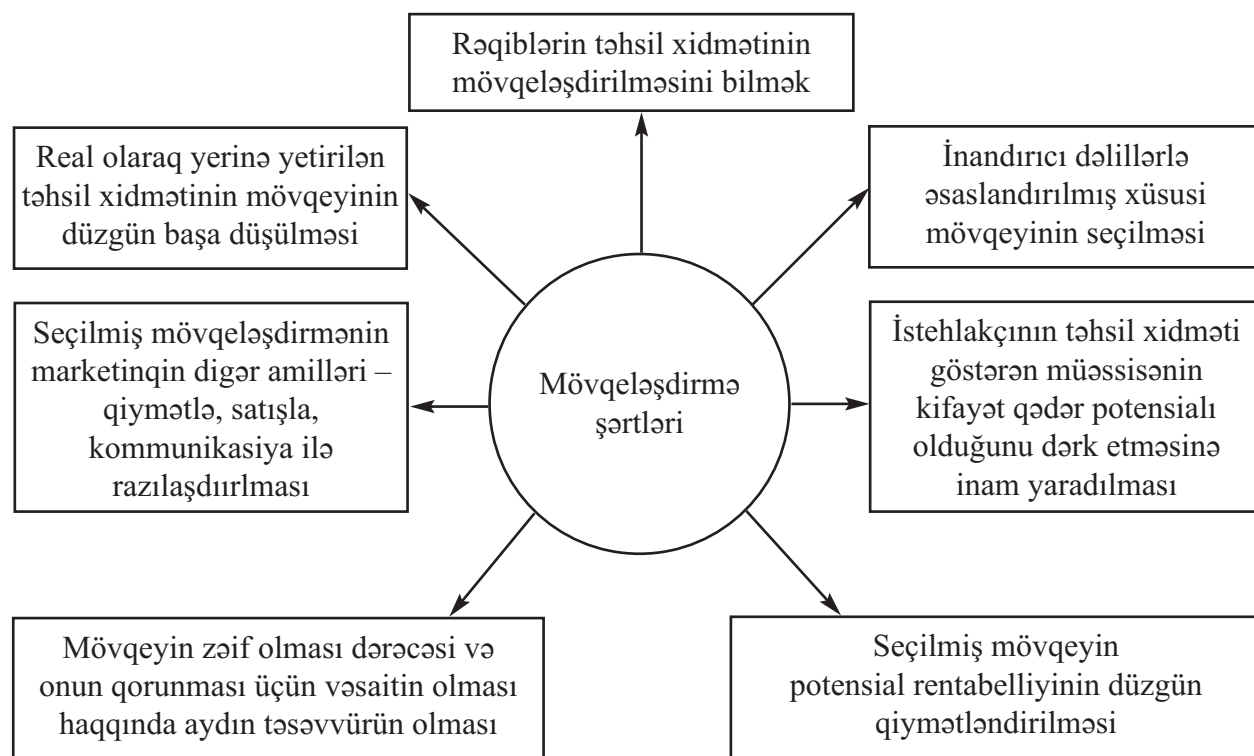 Rəqiblərin təhsil xidmətinin
mövqeləşdirilməsini bilmək
Real olaraq yerinə yetirilən
təhsil xidmətinin mövqeyinin
düzgün başa düşülməsi
İnandırıcı dəlillərlə
əsaslandırılmış xüsusi
mövqeyinin seçilməsi
Seçilmiş mövqeləşdirmənin
marketinqin digər amilləri –
qiymətlə, satışla,
kommunikasiya ilə
razılaşdıırlması
Mövqeləşdirmə
şərtləri
İstehlakçının təhsil xidməti
göstərən müəssisənin
kifayət qədər potensialı
olduğunu dərk etməsinə
inam yaradılması
Mövqeyin zəif olması dərəcəsi və
onun qorunması üçün vəsaitin olması
haqqında aydın təsəvvürün olması
Seçilmiş mövqeyin
potensial rentabelliyinin düzgün
qiymətləndirilməsi